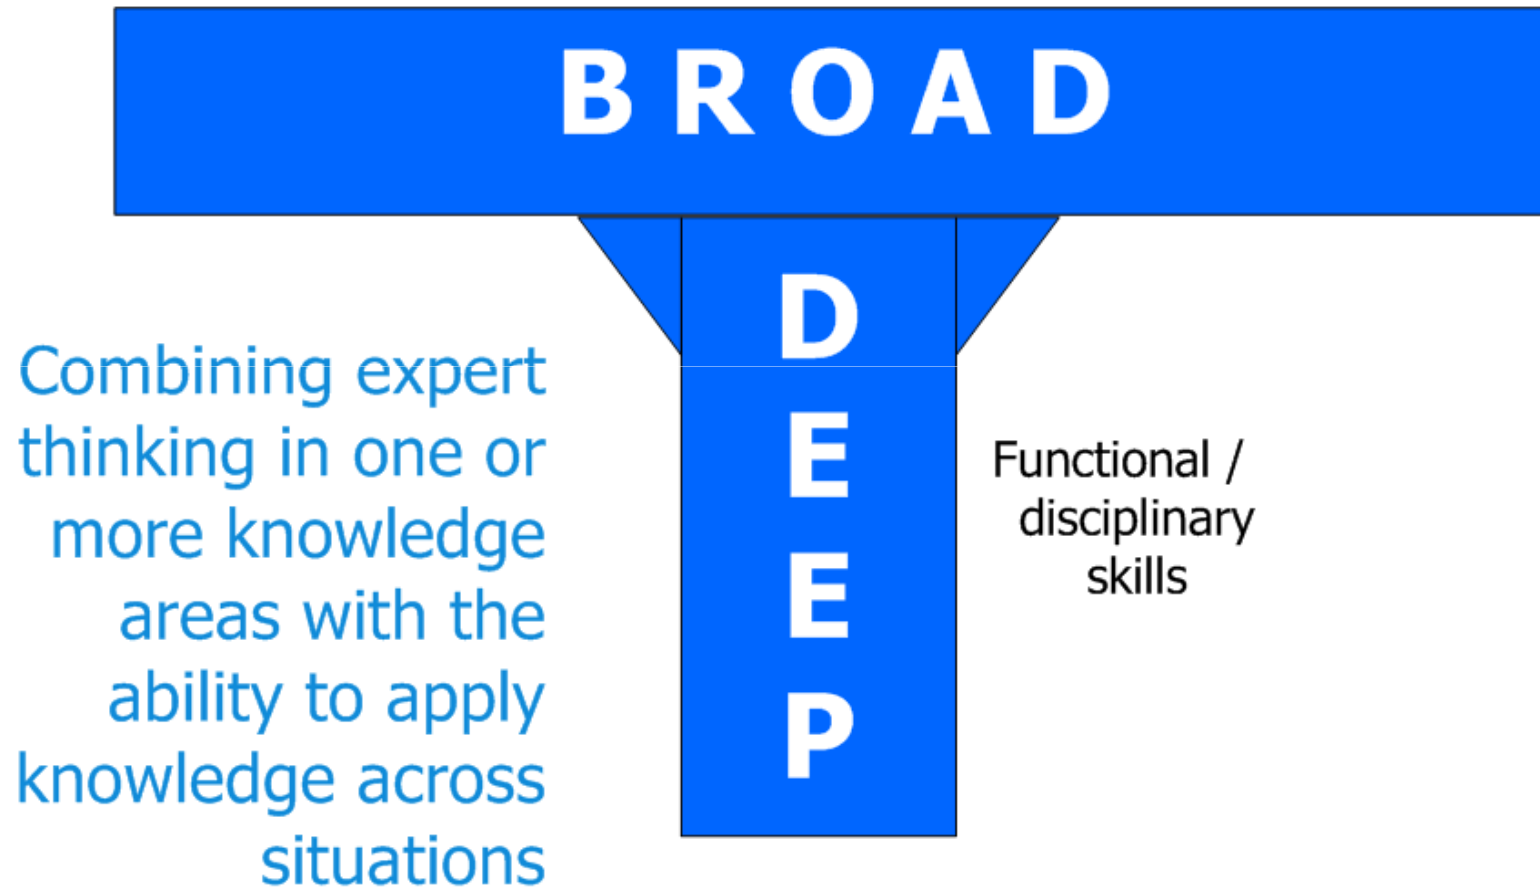 B R O A D
D
E
E
P
Combining expert
thinking in one or
more knowledge
areas with the
ability to apply
knowledge across
situations
Functional /
disciplinary
skills